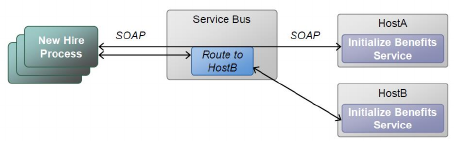 New Hire
Process
SOAP
Service Bus
Route to
HostB
SOAP
HostA
Initialize Benefits
Service
HostB
Initialize Benefits
Service